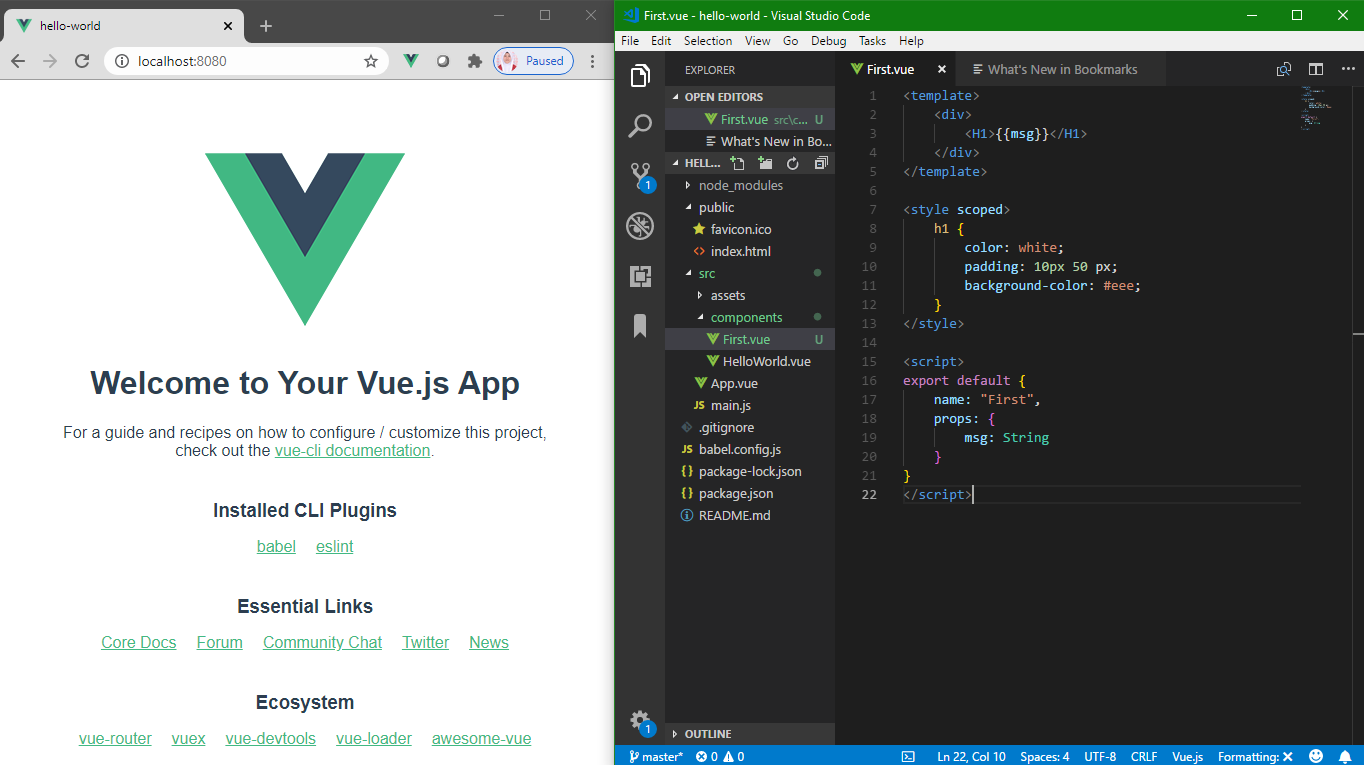 hello-world
localhost:8080
Paused
Welcome to Your Vue.js App
For a guide and recipes on how to configure / customize this project,
check out the vue-cli documentation.
Installed CLI Plugins
babel eslint
Essential Links
Core Docs Forum Community Chat Twitter News
Ecosystem
vue-router vuex vue-devtools vue-loader awesome-vue
First.vue - hello-world - Visual Studio Code
File Edit Selection View Go Debug Tasks Help
EXPLORER
OPEN EDITORS
First.vue src\c... U
What's New in Bo...
HELL...
node_modules
public
favicon.ico
index.html
src
assets
components
First.vue U
HelloWorld.vue
App.vue
JS main.js
.gitignore
JS babel.config.js
{} package-lock.json
{} package.json
README.md
OUTLINE
1
1
First.vue What's New in Bookmarks
1 <template>
2 <div>
3 <H1>{{msg}}</H1>
4 </div>
5 </template>
6
7 <style scoped>
8 h1 {
9 color: white;
10 padding: 10px 50 px;
11 background-color: #eee;
12 }
13 </style>
14
15 <script>
16 export default {
17 name: "First",
18 props: {
19 msg: String
20 }
21 }
22 </script>
master* 0 0 Ln 22, Col 10 Spaces: 4 UTF-8 CRLF Vue.js Formatting: ✕